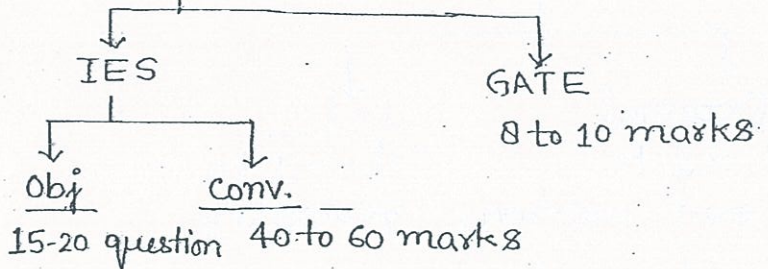 IES
GATE
8 to 10 marks
Obj
Conv.
15-20 question
40 to 60 marks